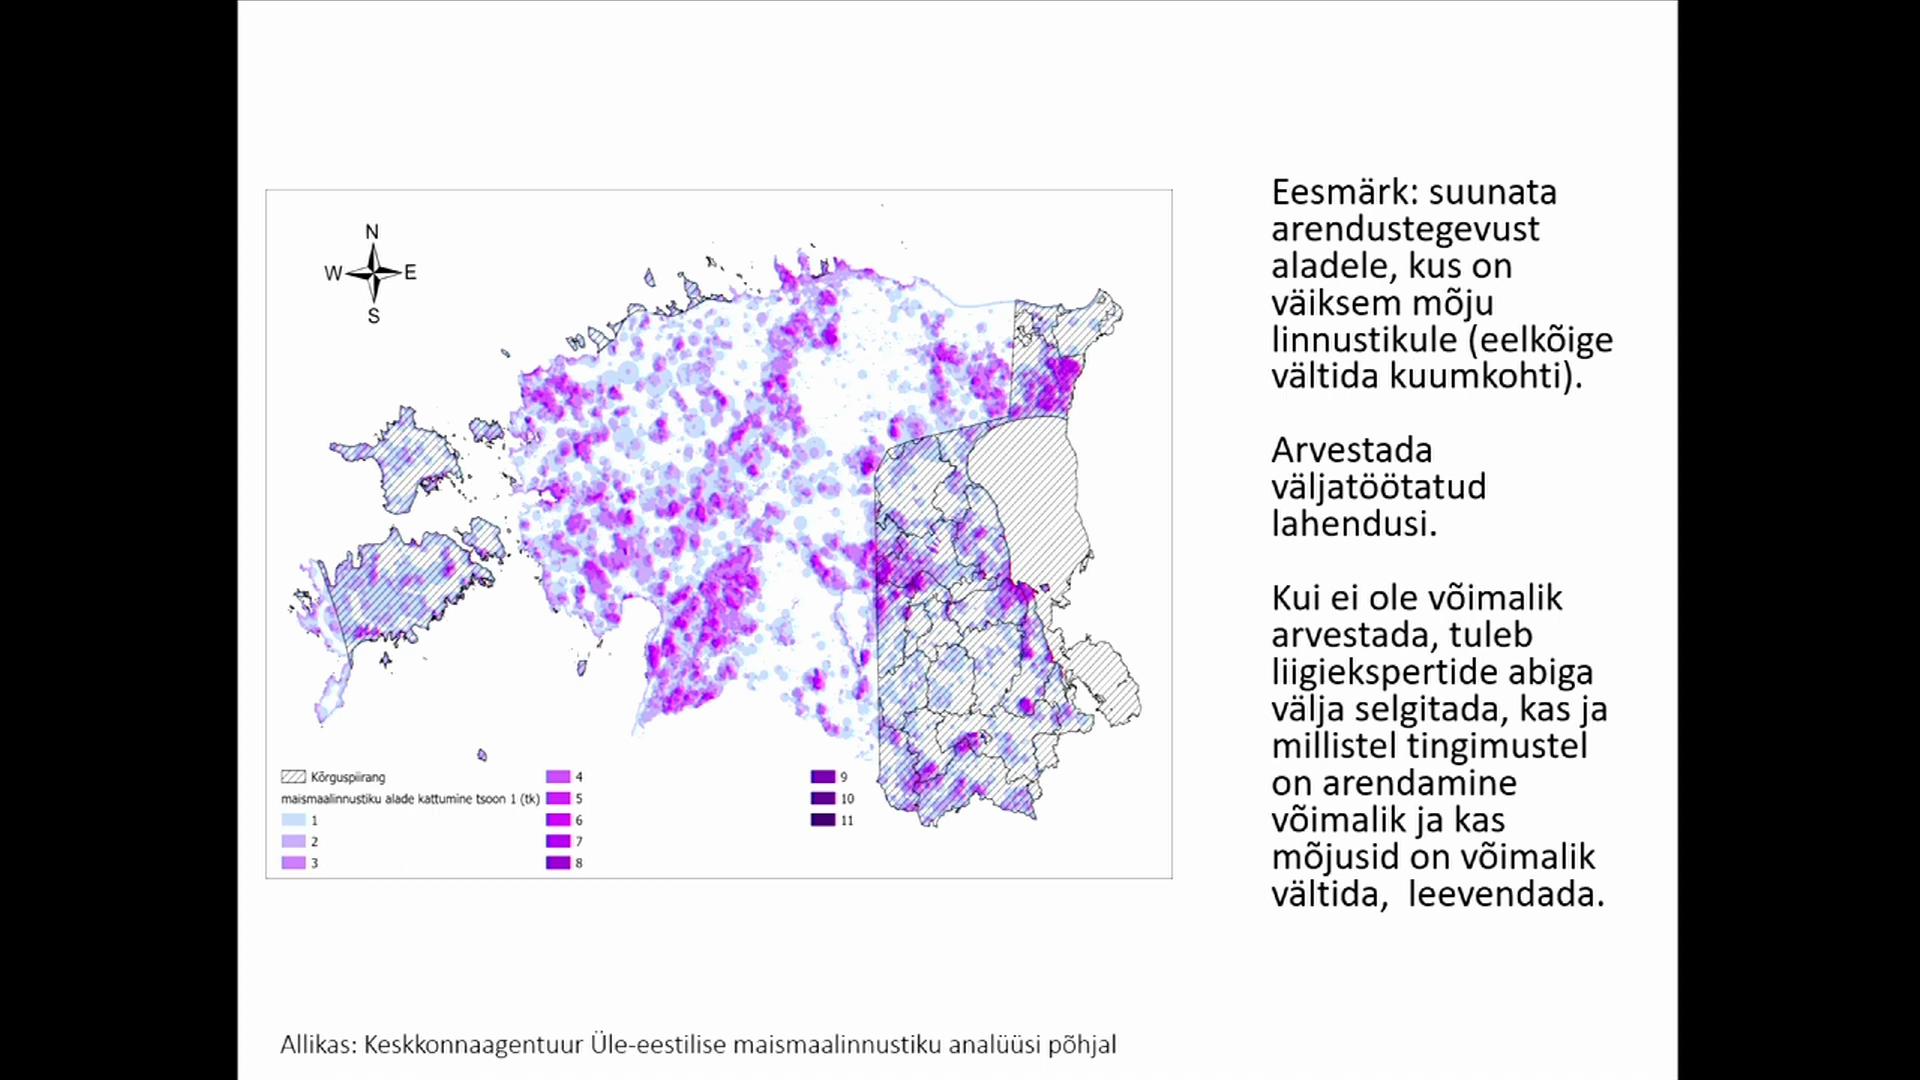 N
W E
S
Kõrguspiirang
maismaalinnustiku alade kattumine tsoon 1 (tk)
1
2
3
4
5
6
7
8
9
10
11
Eesmärk: suunata
arendustegevust
aladele, kus on
väiksem mõju
linnustikule (eelkõige
vältida kuumkohti).
Arvestada
väljatöötatud
lahendusi.
Kui ei ole võimalik
arvestada, tuleb
liigiekspertide abiga
välja selgitada, kas ja
millistel tingimustel
on arendamine
võimalik ja kas
mõjusid on võimalik
vältida, leevendada.
Allikas: Keskkonnaagentuur Üle-eestilise maismaalinnustiku analüüsi põhjal